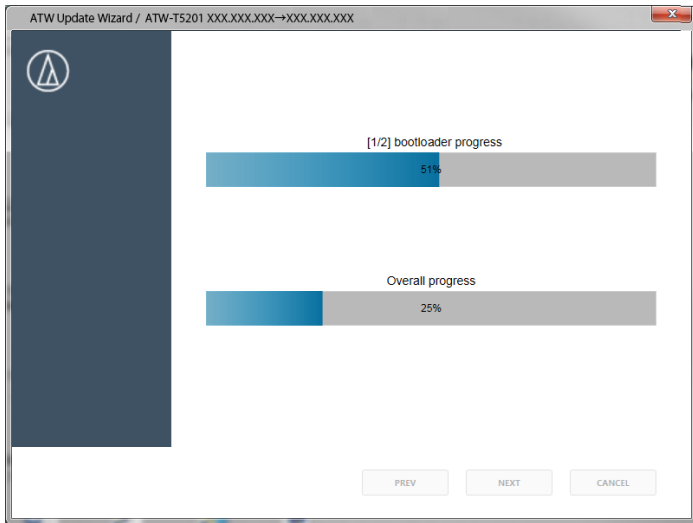 ATW Update Wizard / ATW-T5201 XXX.XXX.XXX→XXX.XXX.XXX
[1/2] bootloader progress
51%
Overall progress
25%
PREV NEXT CANCEL